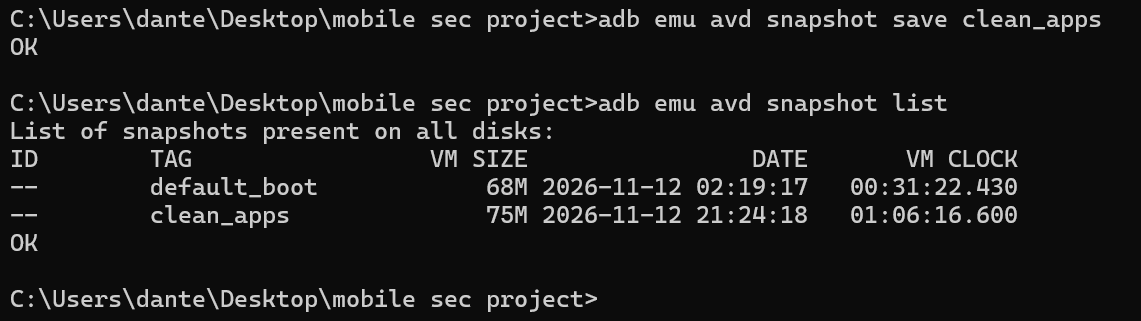 C:\Users\dante\Desktop\mobile sec project>adb emu avd snapshot save clean_apps
OK
C:\Users\dante\Desktop\mobile sec project>adb emu avd snapshot list
List of snapshots present on all disks:
ID        TAG                 VM SIZE                DATE       VM CLOCK
--        default_boot            68M 2026-11-12 02:19:17   00:31:22.430
--        clean_apps              75M 2026-11-12 21:24:18   01:06:16.600
OK
C:\Users\dante\Desktop\mobile sec project>